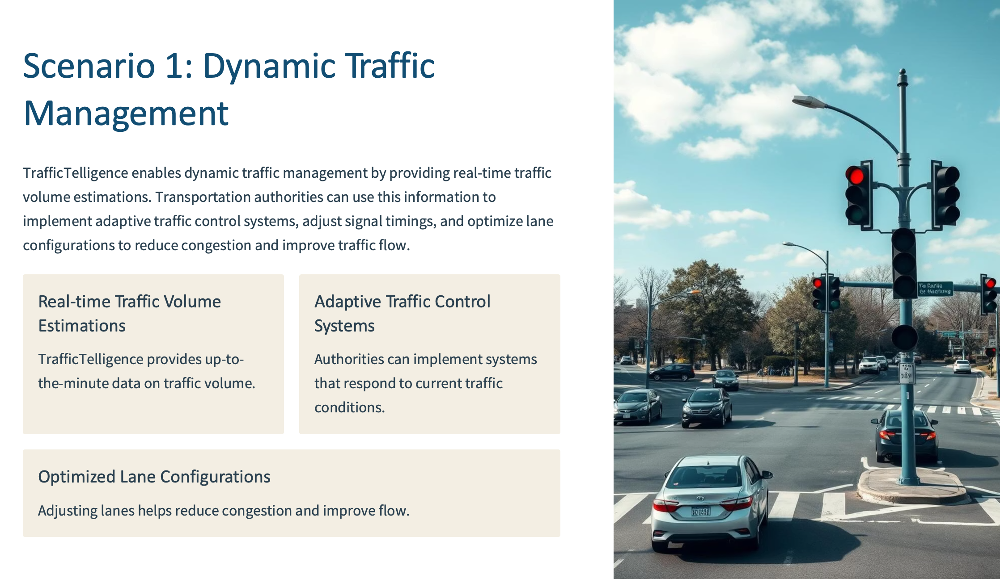 Scenario 1: Dynamic Traffic
Management
TrafficTelligence enables dynamic traffic management by providing real-time traffic
volume estimations. Transportation authorities can use this information to
implement adaptive traffic control systems, adjust signal timings, and optimize lane
configurations to reduce congestion and improve traffic flow.
Real-time Traffic Volume
Estimations
TrafficTelligence provides up-to-
the-minute data on traffic volume.
Adaptive Traffic Control
Systems
Authorities can implement systems
that respond to current traffic
conditions.
Optimized Lane Configurations
Adjusting lanes helps reduce congestion and improve flow.